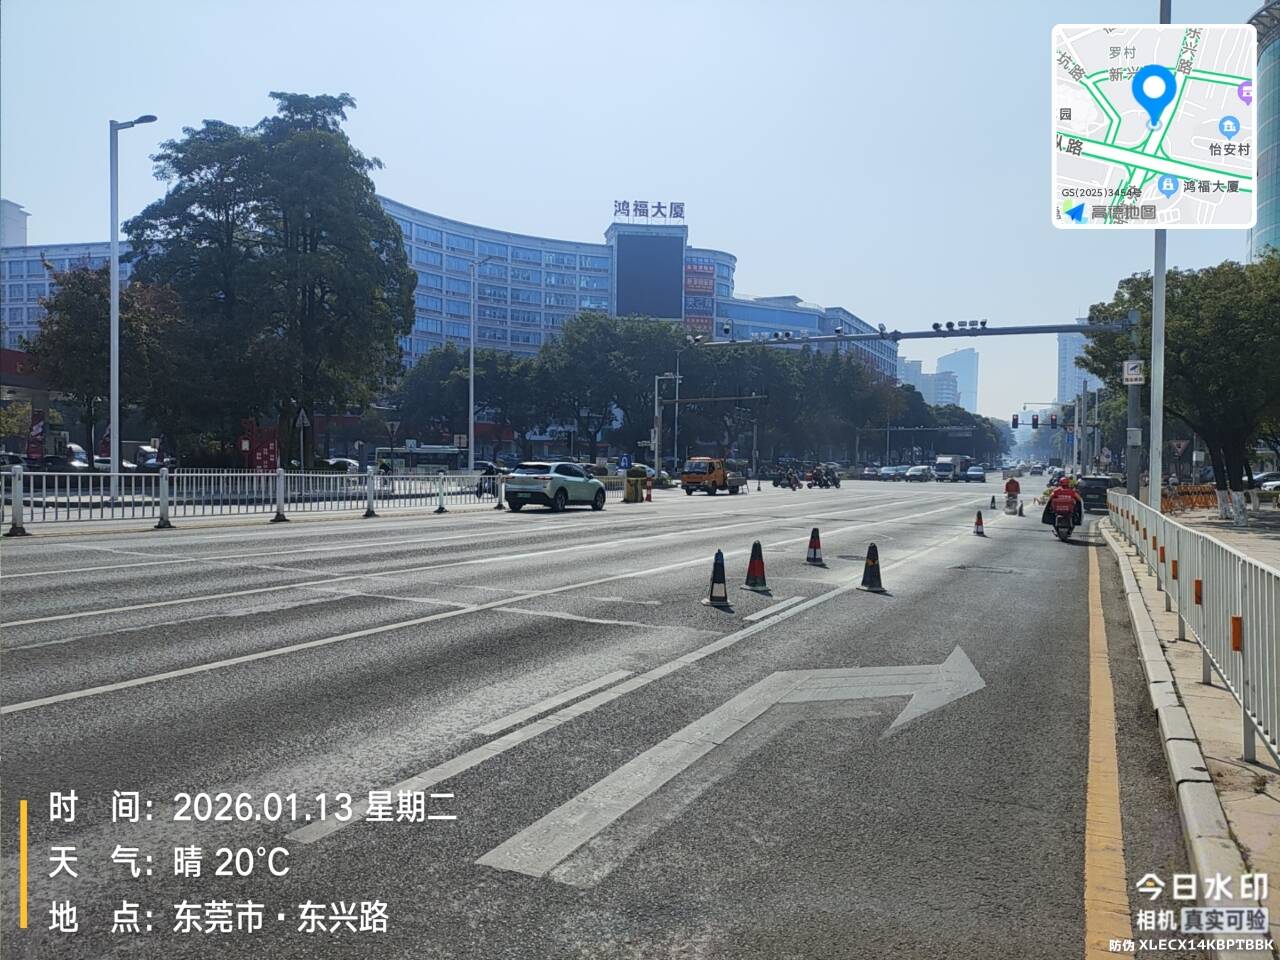 东兴路
罗村
坑路
新兴
园
怡安村
鸿福大厦
GS(2025)3454号
高德地图
鸿福大厦
时 间：2026.01.13 星期二
天 气：晴 20℃
地 点：东莞市·东兴路
今日水印
相机 真实可验
防伪 XLECX14KBPTBBK